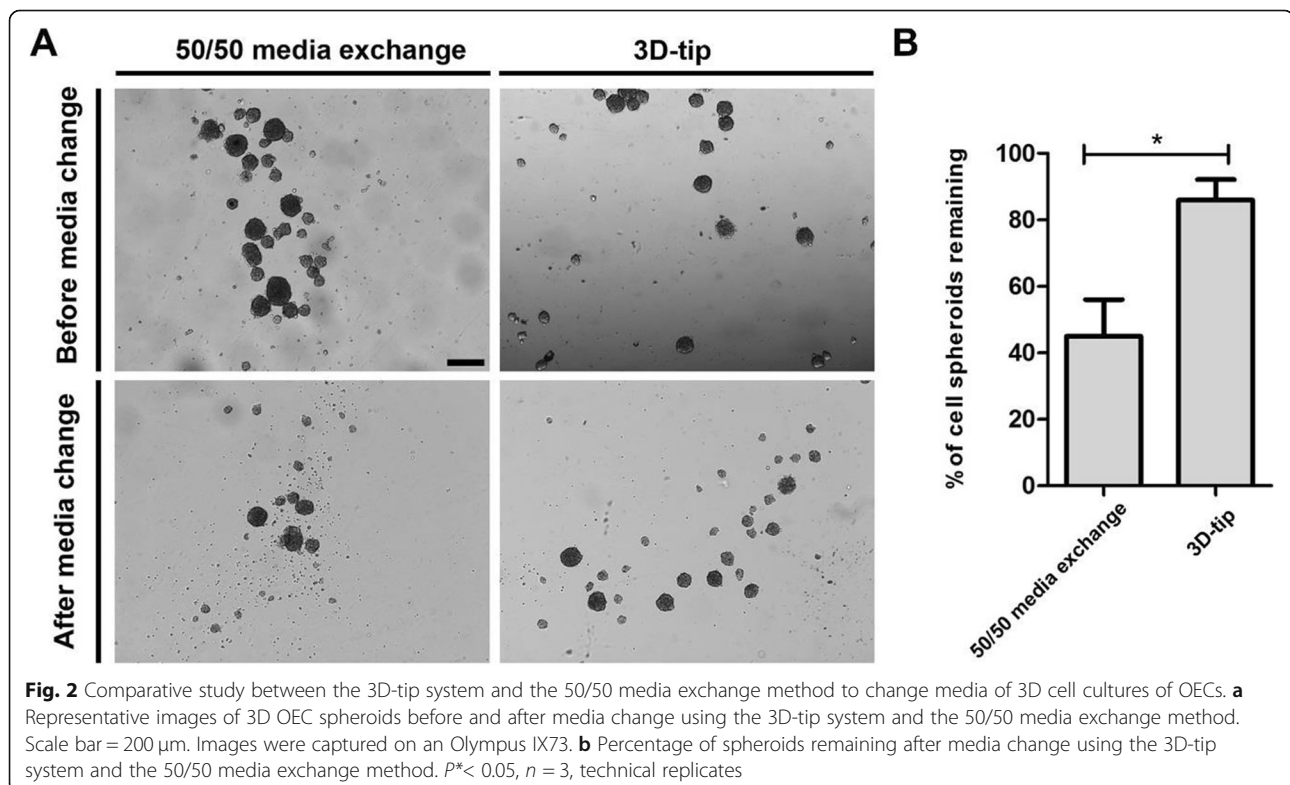 A
50/50 media exchange
3D-tip
Before media change
After media change
B
% of cell spheroids remaining
100
80
60
40
20
0
*
50/50 media exchange
3D-tip
Fig. 2 Comparative study between the 3D-tip system and the 50/50 media exchange method to change media of 3D cell cultures of OECs. a
Representative images of 3D OEC spheroids before and after media change using the 3D-tip system and the 50/50 media exchange method.
Scale bar = 200 μm. Images were captured on an Olympus IX73. b Percentage of spheroids remaining after media change using the 3D-tip
system and the 50/50 media exchange method. P*< 0.05, n = 3, technical replicates